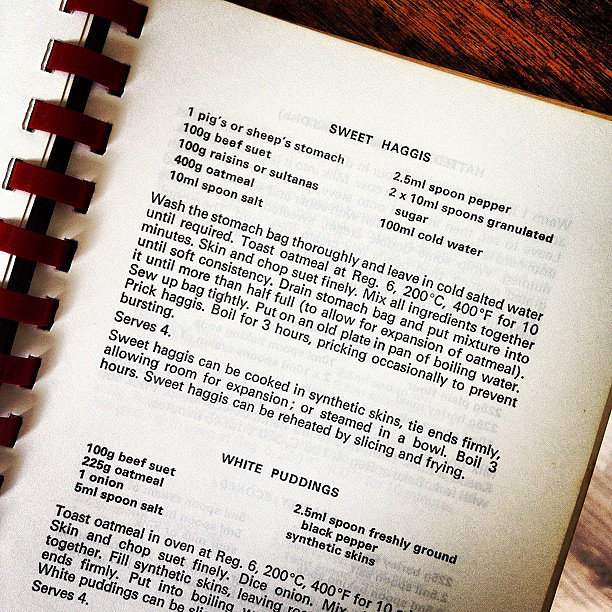 SWEET HAGGIS
1 pig's or sheep's stomach
100g beef suet
100g raisins or sultanas
400g oatmeal
10ml spoon salt
2.5ml spoon pepper
2 x 10ml spoons granulated
sugar
100ml cold water
Wash the stomach bag thoroughly and leave in cold salted water
until required. Toast oatmeal at Reg. 6, 200°C, 400°F for 10
minutes. Skin and chop suet finely. Mix all ingredients together
until soft consistency. Drain stomach bag and put mixture into
it until more than half full (to allow for expansion of oatmeal).
Sew up bag tightly. Put on an old plate in pan of boiling water.
Prick haggis. Boil for 3 hours, pricking occasionally to prevent
bursting.
Serves 4.
Sweet haggis can be cooked in synthetic skins, tie ends firmly,
allowing room for expansion; or steamed in a bowl. Boil 3
hours. Sweet haggis can be reheated by slicing and frying.
WHITE PUDDINGS
100g beef suet
225g oatmeal
1 onion
5ml spoon salt
2.5ml spoon freshly ground
black pepper
synthetic skins
Toast oatmeal in oven at Reg. 6, 200°C, 400°F for 10
Skin and chop suet finely. Dice onion. Mix
together. Fill synthetic skins, leaving
ends firmly. Put into boiling
White puddings can be
Serves 4.